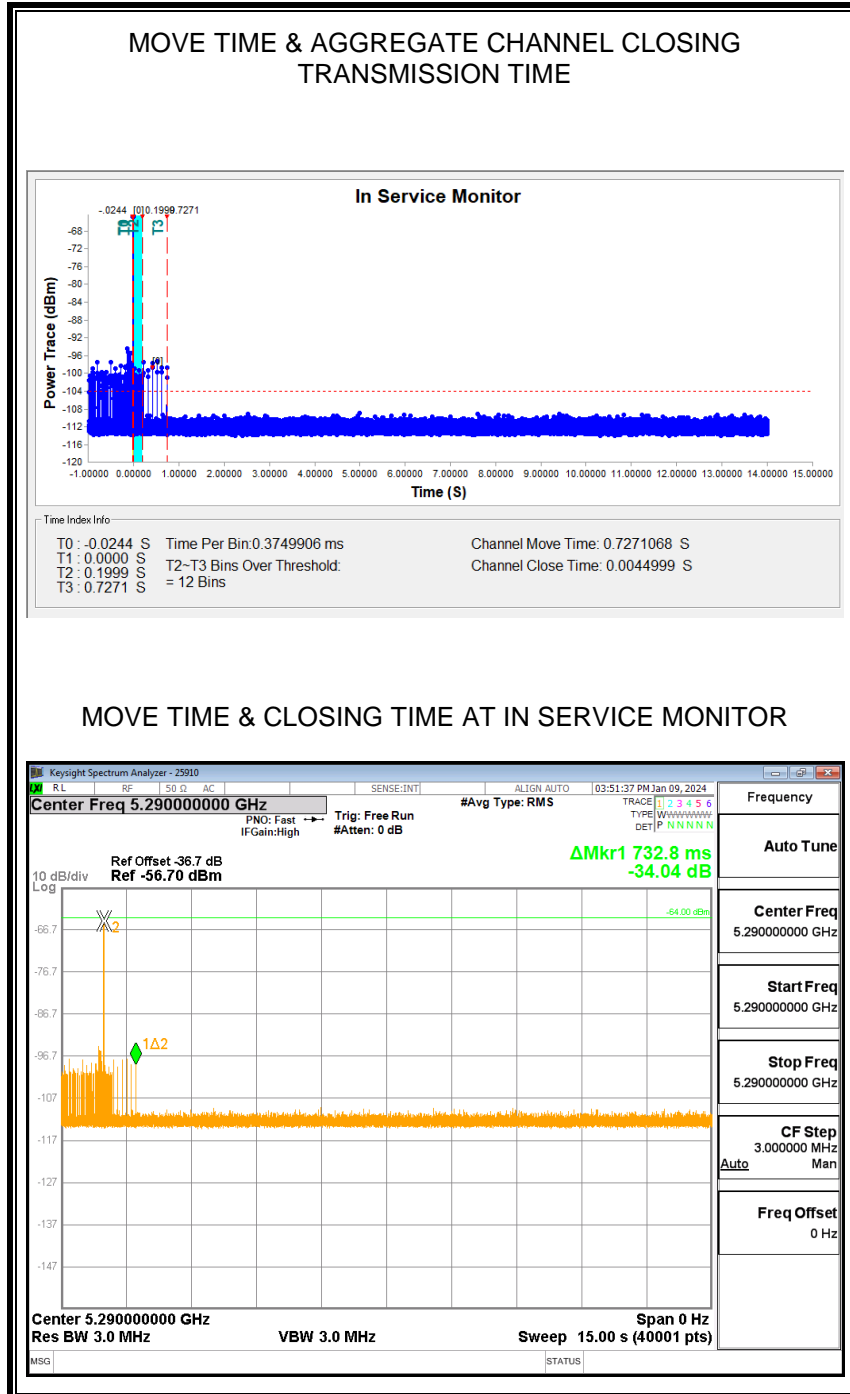 MOVE TIME & AGGREGATE CHANNEL CLOSING
TRANSMISSION TIME
In Service Monitor
-.0244 [0]0.1999 0.7271
T0 T2 T3
Power Trace (dBm)
-68
-72
-76
-80
-84
-88
-92
-96
-100
-104
-108
-112
-116
-120
-1.00000 0.00000 1.00000 2.00000 3.00000 4.00000 5.00000 6.00000 7.00000 8.00000 9.00000 10.00000 11.00000 12.00000 13.00000 14.00000 15.00000
Time (S)
Time Index Info
T0 : -0.0244 S Time Per Bin:0.3749906 ms Channel Move Time: 0.7271068 S
T1 : 0.0000 S T2~T3 Bins Over Threshold: Channel Close Time: 0.0044999 S
T2 : 0.1999 S = 12 Bins
T3 : 0.7271 S
MOVE TIME & CLOSING TIME AT IN SERVICE MONITOR
Keysight Spectrum Analyzer - 25910
LXI RL RF 50 Ω AC SENSE:INT ALIGN AUTO 03:51:37 PM Jan 09, 2024
Center Freq 5.290000000 GHz
PNO: Fast
IFGain:High
Trig: Free Run
#Atten: 0 dB
#Avg Type: RMS
TRACE 1 2 3 4 5 6
TYPE WWWWWWW
DET P N N N N N
Frequency
ΔMkr1 732.8 ms
-34.04 dB
Ref Offset -36.7 dB
10 dB/div Ref -56.70 dBm
Log
-64.00 dBm
-66.7
-76.7
-86.7
-96.7
-107
-117
-127
-137
-147
2
1Δ2
Auto Tune
Center Freq
5.290000000 GHz
Start Freq
5.290000000 GHz
Stop Freq
5.290000000 GHz
CF Step
3.000000 MHz
Auto Man
Freq Offset
0 Hz
Center 5.290000000 GHz Span 0 Hz
Res BW 3.0 MHz VBW 3.0 MHz Sweep 15.00 s (40001 pts)
MSG STATUS